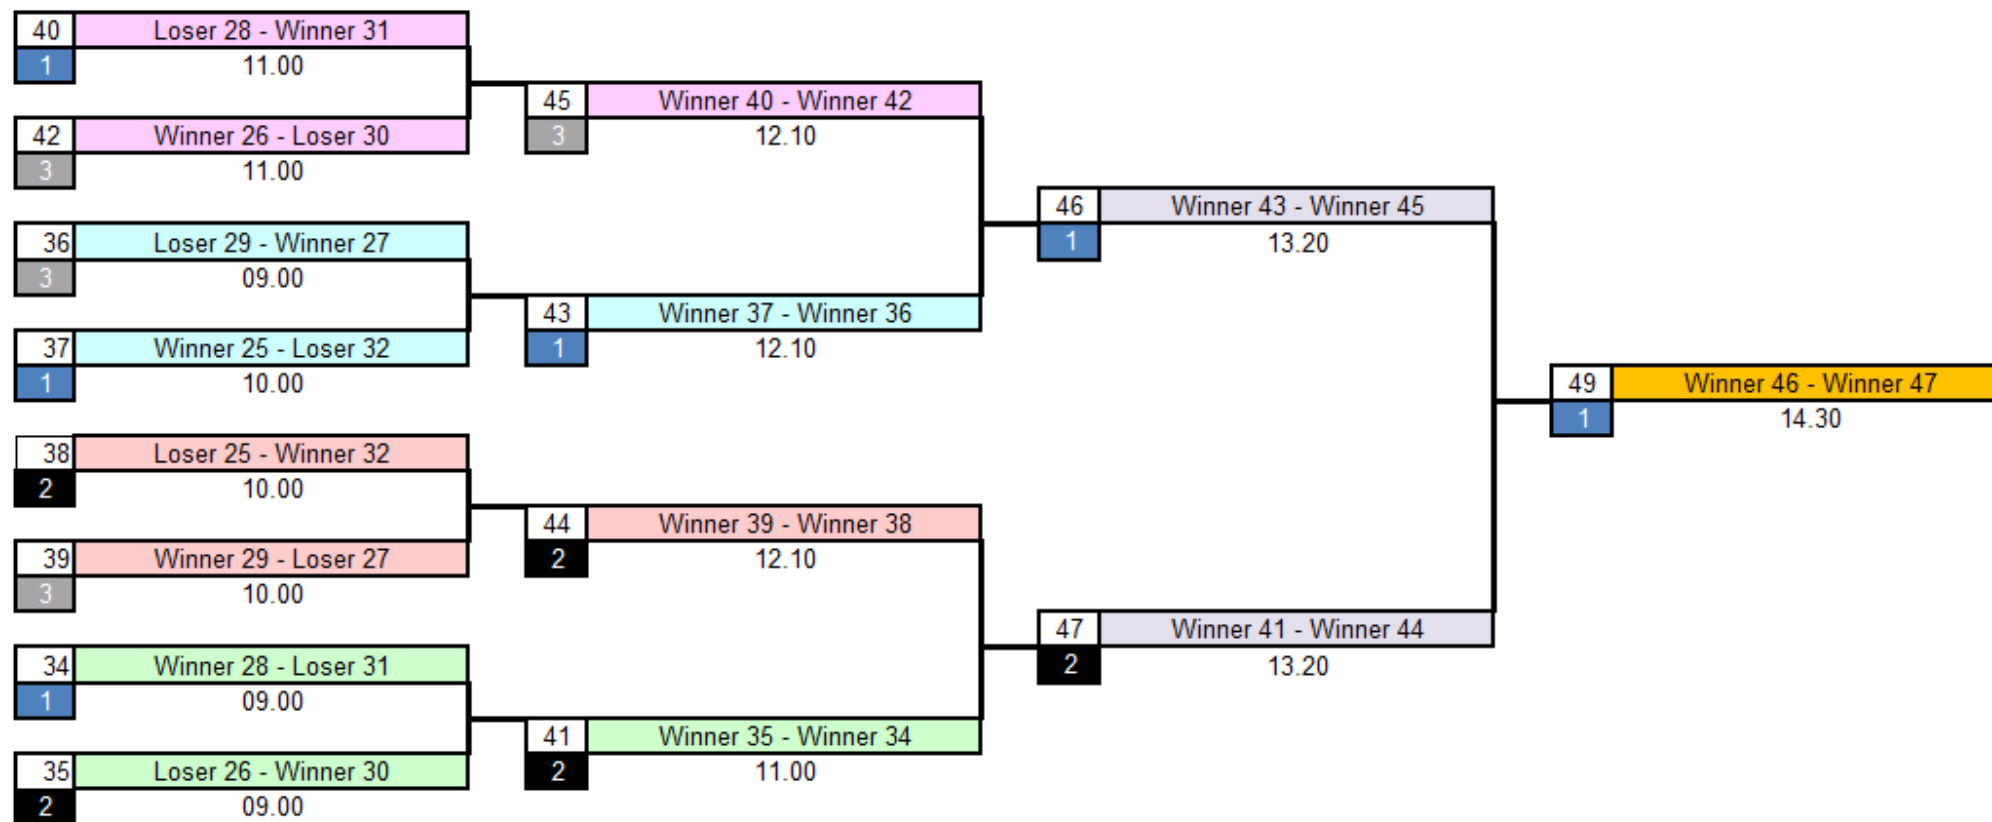 40 Loser 28 - Winner 31
1 11.00
42 Winner 26 - Loser 30
3 11.00
36 Loser 29 - Winner 27
3 09.00
37 Winner 25 - Loser 32
1 10.00
38 Loser 25 - Winner 32
2 10.00
39 Winner 29 - Loser 27
3 10.00
34 Winner 28 - Loser 31
1 09.00
35 Loser 26 - Winner 30
2 09.00
45 Winner 40 - Winner 42
3 12.10
43 Winner 37 - Winner 36
1 12.10
44 Winner 39 - Winner 38
2 12.10
41 Winner 35 - Winner 34
2 11.00
46 Winner 43 - Winner 45
1 13.20
47 Winner 41 - Winner 44
2 13.20
49 Winner 46 - Winner 47
1 14.30